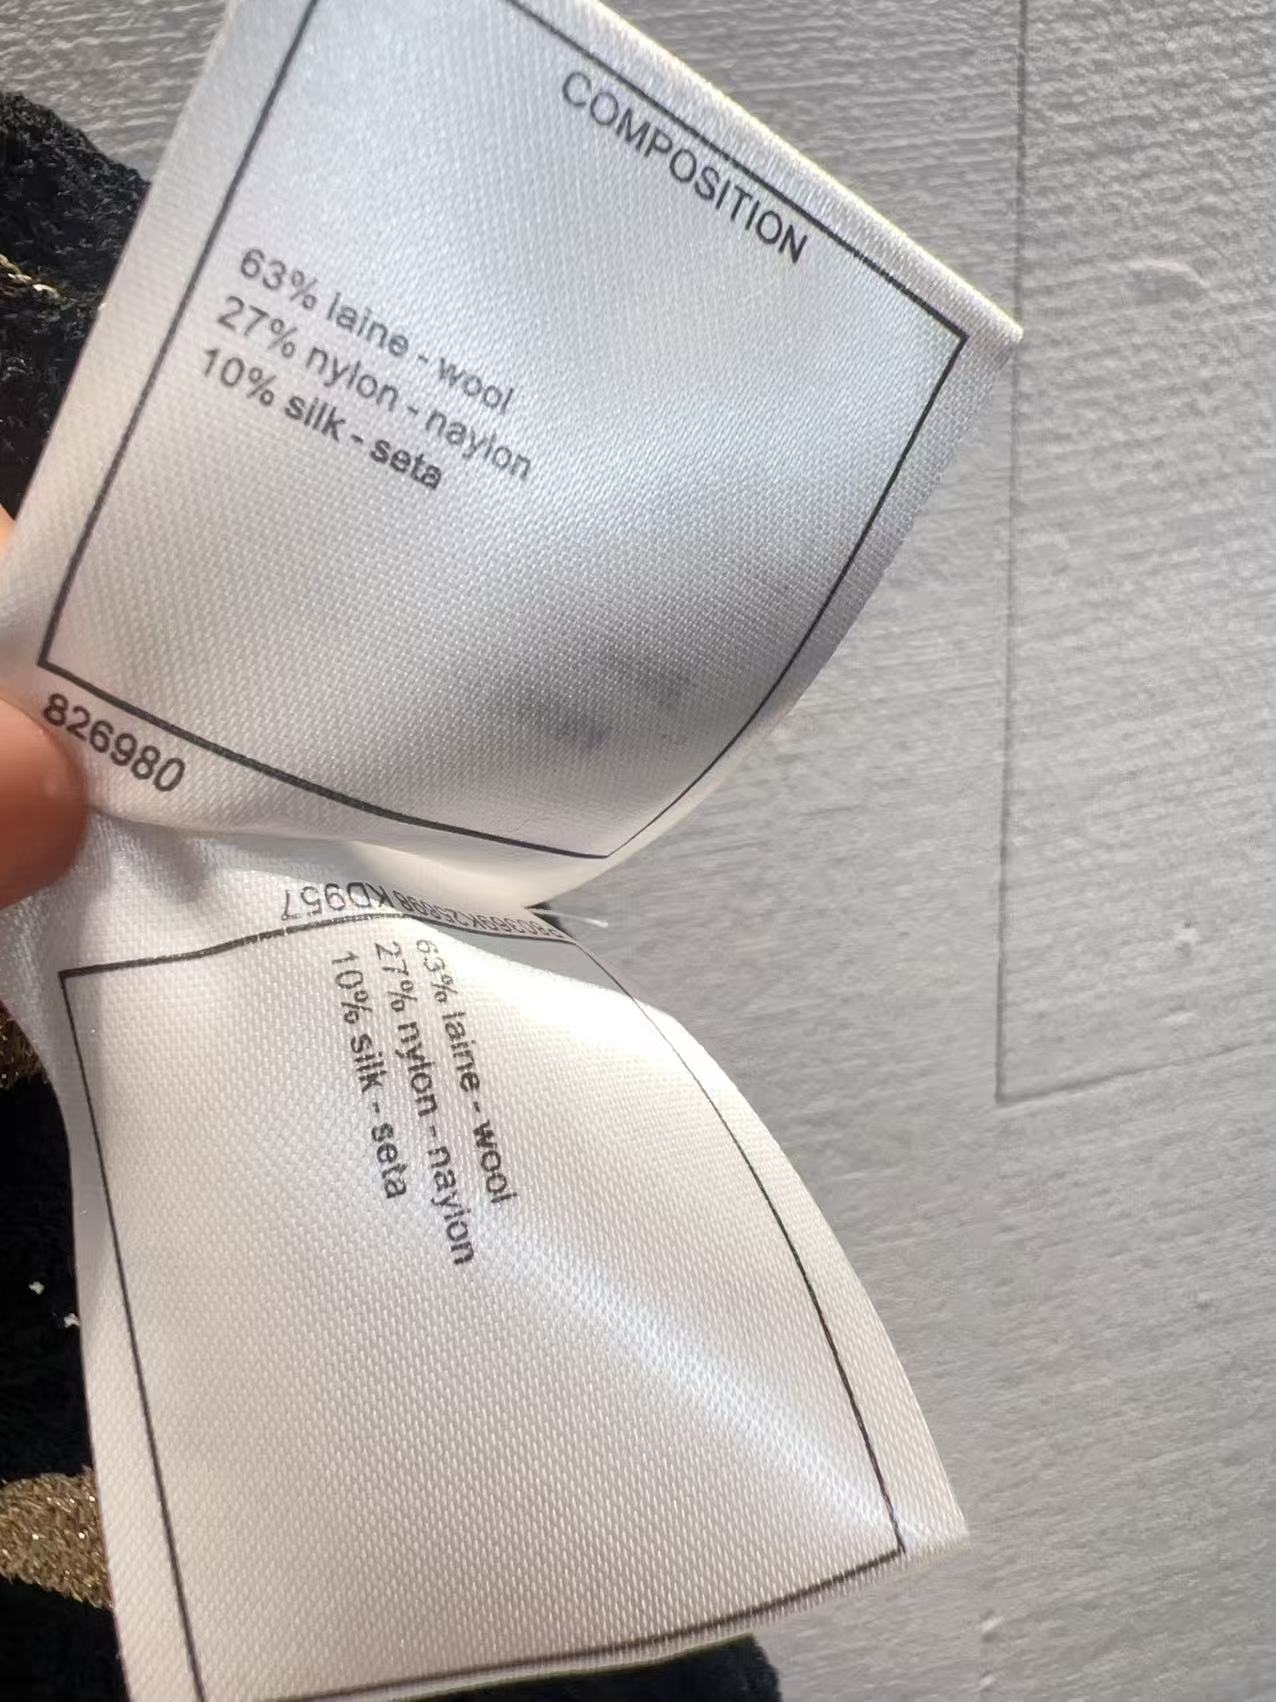 COMPOSITION
63% laine - wool
27% nylon - naylon
10% silk - seta
826980
KD957
63% laine - wool
27% nylon - naylon
10% silk - seta